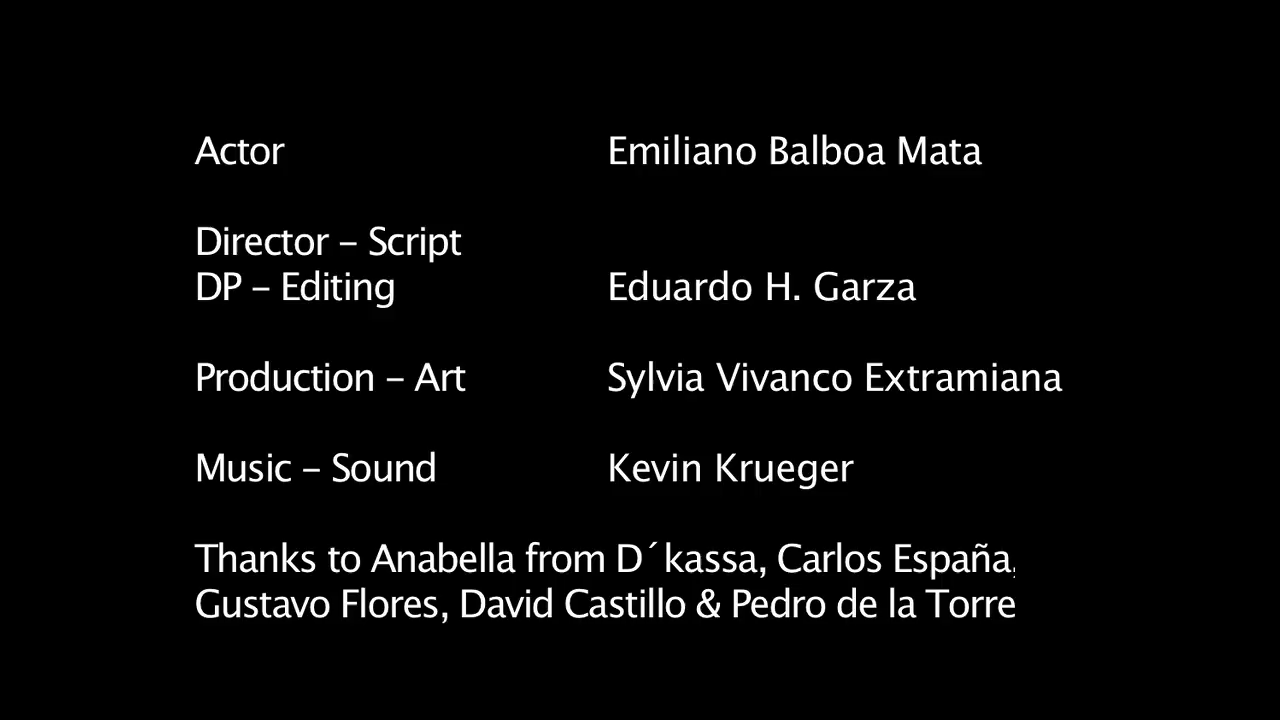 Actor Emiliano Balboa Mata
Director – Script
DP – Editing Eduardo H. Garza
Production – Art Sylvia Vivanco Extramiana
Music – Sound Kevin Krueger
Thanks to Anabella from D´kassa, Carlos España,
Gustavo Flores, David Castillo & Pedro de la Torre